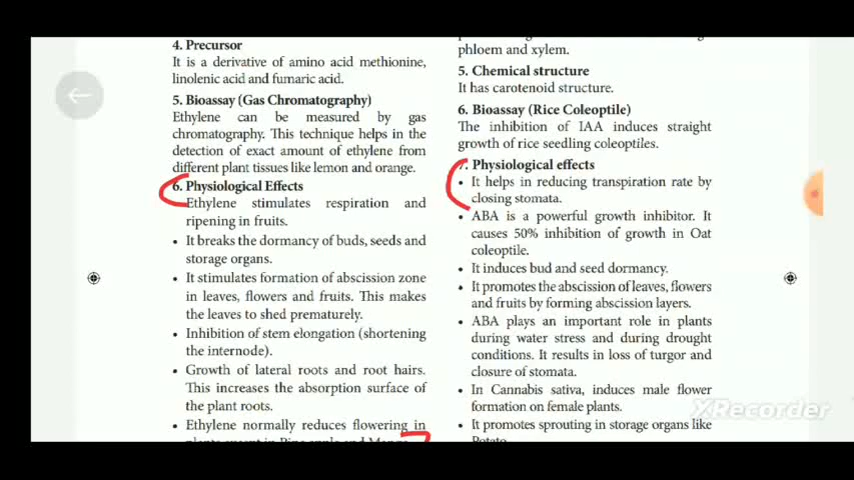 4. Precursor
It is a derivative of amino acid methionine,
linolenic acid and fumaric acid.
5. Bioassay (Gas Chromatography)
Ethylene can be measured by gas
chromatography. This technique helps in the
detection of exact amount of ethylene from
different plant tissues like lemon and orange.
6. Physiological Effects
Ethylene stimulates respiration and
ripening in fruits.
• It breaks the dormancy of buds, seeds and
storage organs.
• It stimulates formation of abscission zone
in leaves, flowers and fruits. This makes
the leaves to shed prematurely.
• Inhibition of stem elongation (shortening
the internode).
• Growth of lateral roots and root hairs.
This increases the absorption surface of
the plant roots.
• Ethylene normally reduces flowering in
plants except in Pine apple and Mango.
phloem and xylem.
5. Chemical structure
It has carotenoid structure.
6. Bioassay (Rice Coleoptile)
The inhibition of IAA induces straight
growth of rice seedling coleoptiles.
7. Physiological effects
• It helps in reducing transpiration rate by
closing stomata.
• ABA is a powerful growth inhibitor. It
causes 50% inhibition of growth in Oat
coleoptile.
• It induces bud and seed dormancy.
• It promotes the abscission of leaves, flowers
and fruits by forming abscission layers.
• ABA plays an important role in plants
during water stress and during drought
conditions. It results in loss of turgor and
closure of stomata.
• In Cannabis sativa, induces male flower
formation on female plants.
• It promotes sprouting in storage organs like
Potato.
XRecorder